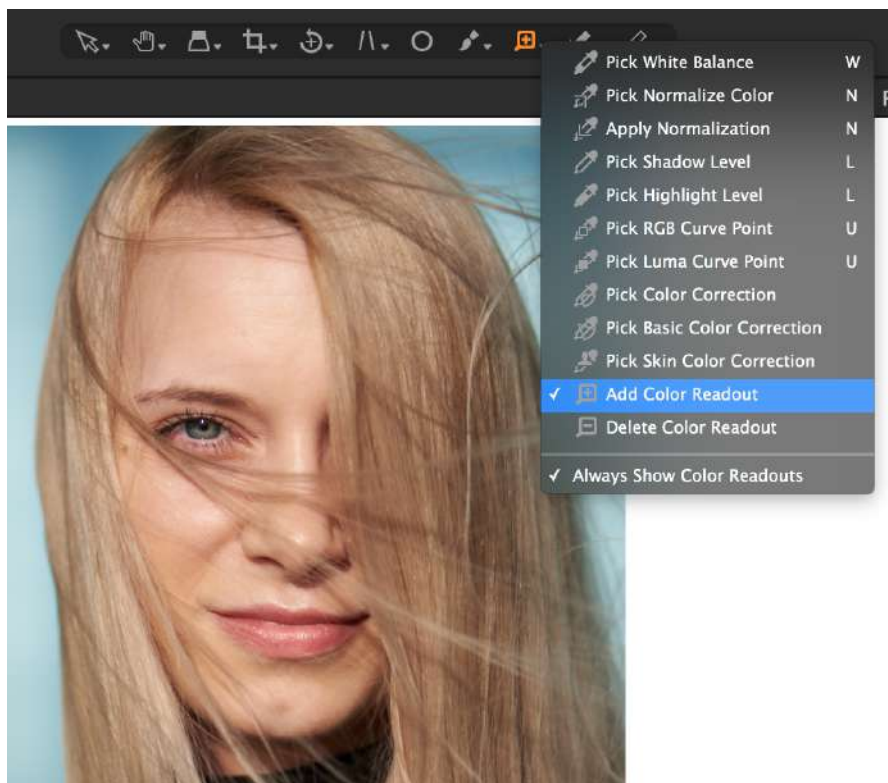 Pick White Balance W
Pick Normalize Color N
Apply Normalization N
Pick Shadow Level L
Pick Highlight Level L
Pick RGB Curve Point U
Pick Luma Curve Point U
Pick Color Correction
Pick Basic Color Correction
Pick Skin Color Correction
Add Color Readout
Delete Color Readout
Always Show Color Readouts